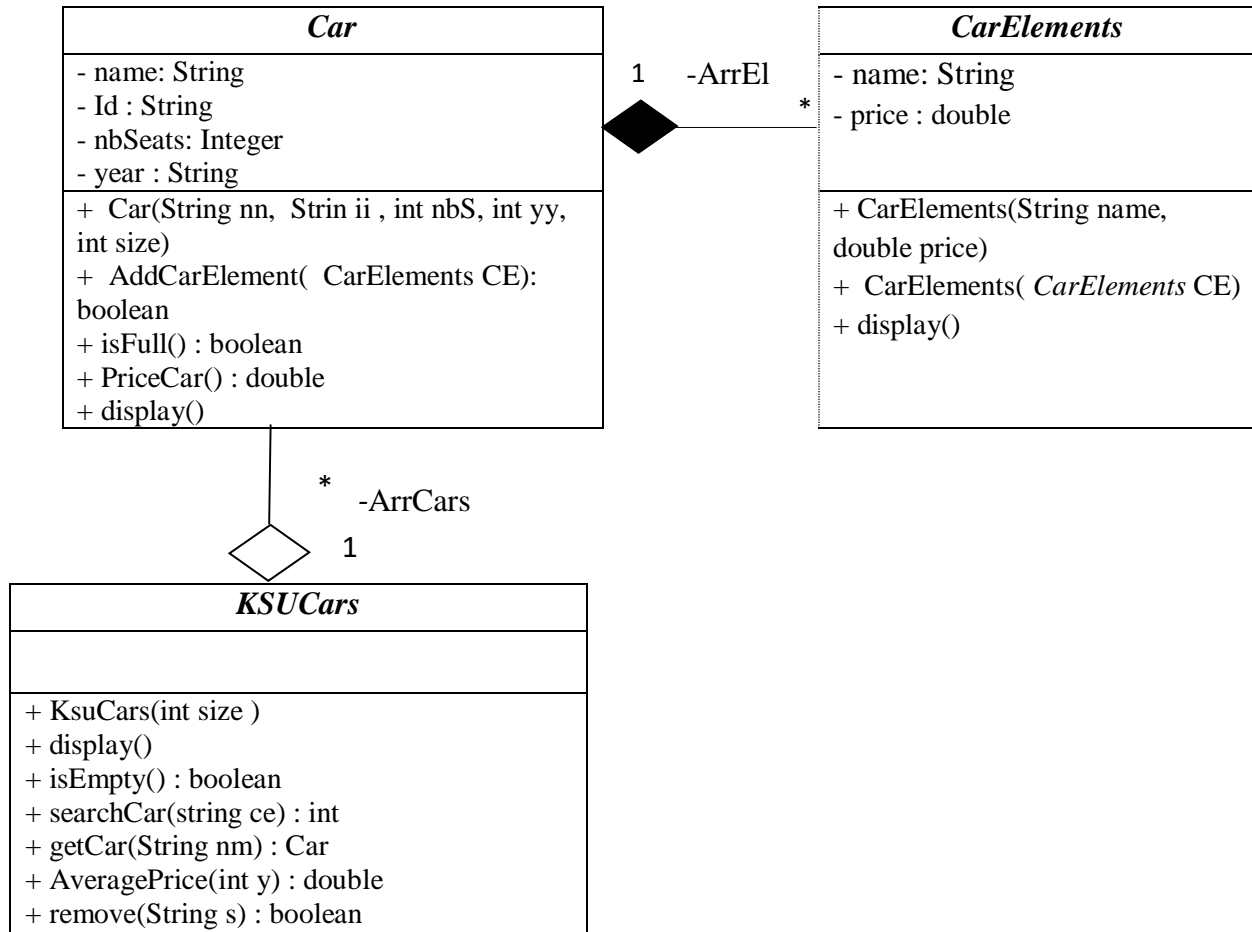 Car
- name: String
- Id : String
- nbSeats: Integer
- year : String
+ Car(String nn, Strin ii , int nbS, int yy,
int size)
+ AddCarElement( CarElements CE):
boolean
+ isFull() : boolean
+ PriceCar() : double
+ display()
1 -ArrEl
*
CarElements
- name: String
- price : double
+ CarElements(String name,
double price)
+ CarElements( CarElements CE)
+ display()
*
-ArrCars
1
KSUCars
+ KsuCars(int size )
+ display()
+ isEmpty() : boolean
+ searchCar(string ce) : int
+ getCar(String nm) : Car
+ AveragePrice(int y) : double
+ remove(String s) : boolean